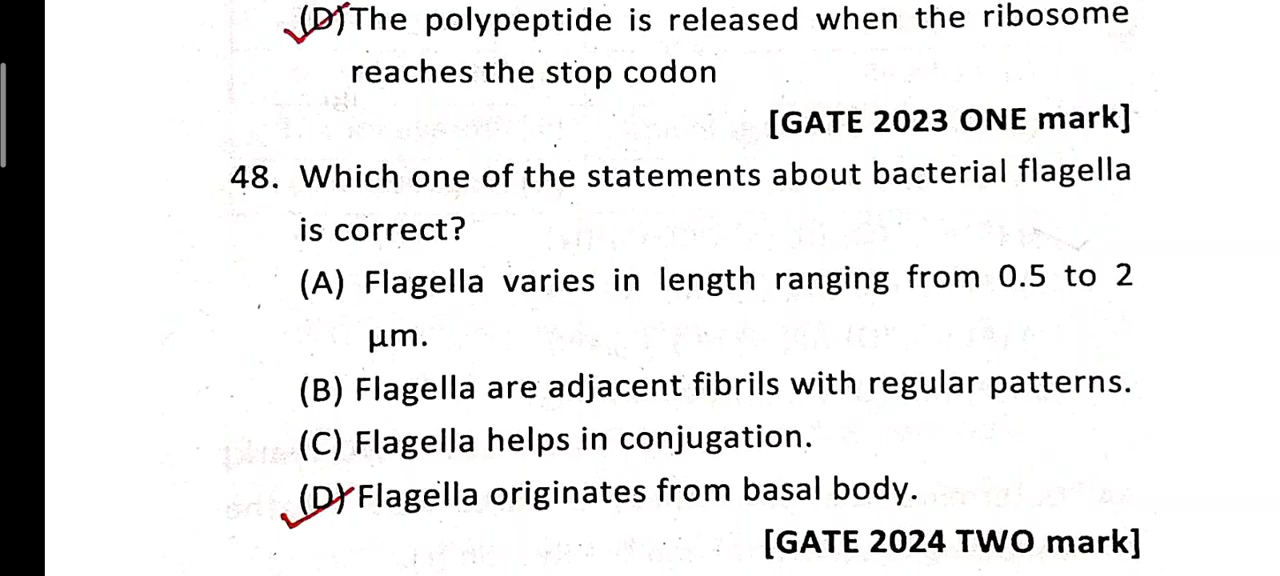 (D) The polypeptide is released when the ribosome
reaches the stop codon
[GATE 2023 ONE mark]
48. Which one of the statements about bacterial flagella
is correct?
(A) Flagella varies in length ranging from 0.5 to 2
μm.
(B) Flagella are adjacent fibrils with regular patterns.
(C) Flagella helps in conjugation.
(D) Flagella originates from basal body.
[GATE 2024 TWO mark]